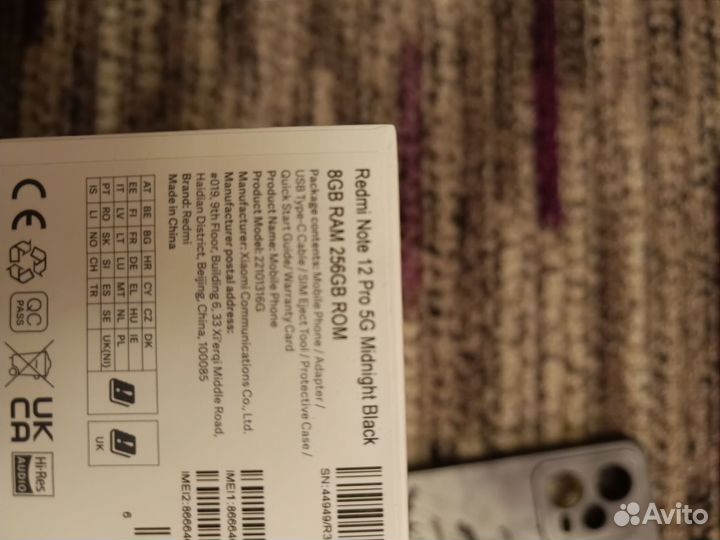 Redmi Note 12 Pro 5G Midnight Black
8GB RAM 256GB ROM
Package contents: Mobile Phone / Adapter /
USB Type-C Cable / SIM Eject Tool / Protective Case /
Quick Start Guide/ Warranty Card
Product Name: Mobile Phone
Product Model: 22101316G
Manufacturer: Xiaomi Communications Co., Ltd.
Manufacturer postal address:
#019, 9th Floor, Building 6, 33 Xi'erqi Middle Road,
Haidian District, Beijing, China, 100085
Brand: Redmi
Made in China
SN:44949/R3
IMEI1:86664
IMEI2:86664
AT BE BG HR CY CZ DK
EE FI FR DE EL HU IE
IT LV LT LU MT NL PL
PT RO SK SI ES SE UK(NI)
IS LI NO CH TR
UK
6
CE
QC
PASS
UK
CA
Hi-Res
AUDIO
Avito